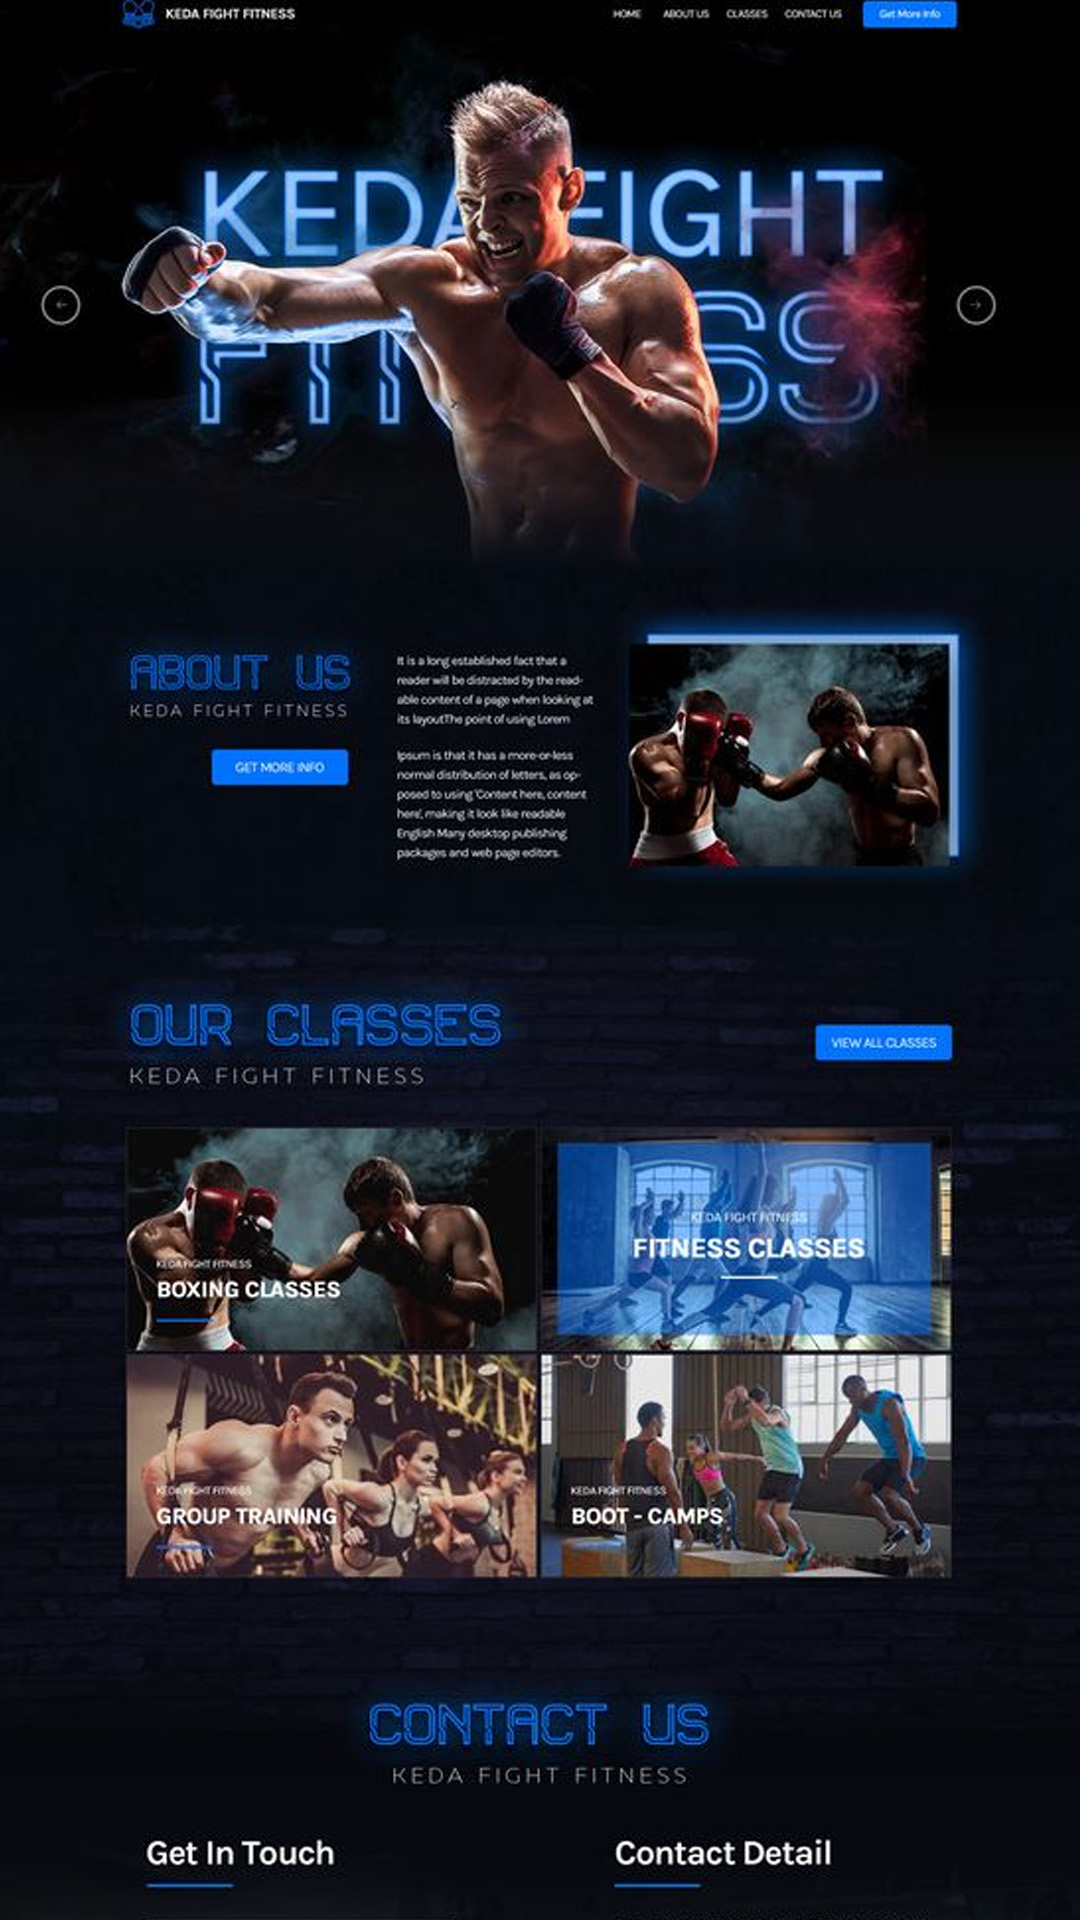 KEDA FIGHT FITNESS
HOME ABOUT US CLASSES CONTACT US Get More Info
KEDA FIGHT
FITNESS
ABOUT US
KEDA FIGHT FITNESS
GET MORE INFO
It is a long established fact that a
reader will be distracted by the read-
able content of a page when looking at
its layoutThe point of using Lorem
Ipsum is that it has a more-or-less
normal distribution of letters, as op-
posed to using 'Content here, content
here', making it look like readable
English Many desktop publishing
packages and web page editors.
OUR CLASSES
KEDA FIGHT FITNESS
VIEW ALL CLASSES
KEDA FIGHT FITNESS
BOXING CLASSES
KEDA FIGHT FITNESS
FITNESS CLASSES
KEDA FIGHT FITNESS
GROUP TRAINING
KEDA FIGHT FITNESS
BOOT - CAMPS
CONTACT US
KEDA FIGHT FITNESS
Get In Touch
Contact Detail